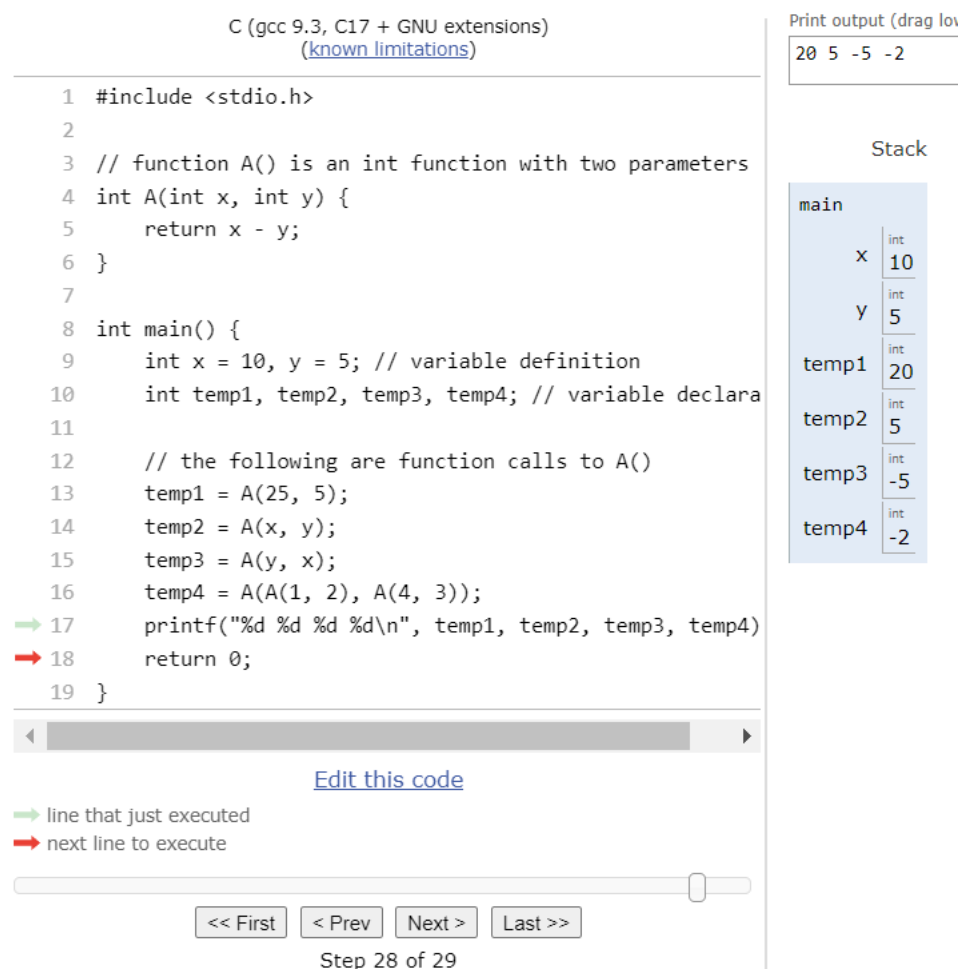 C (gcc 9.3, C17 + GNU extensions)
(known limitations)
1 #include <stdio.h>
2
3 // function A() is an int function with two parameters
4 int A(int x, int y) {
5 return x - y;
6 }
7
8 int main() {
9 int x = 10, y = 5; // variable definition
10 int temp1, temp2, temp3, temp4; // variable declara
11
12 // the following are function calls to A()
13 temp1 = A(25, 5);
14 temp2 = A(x, y);
15 temp3 = A(y, x);
16 temp4 = A(A(1, 2), A(4, 3));
17 printf("%d %d %d %d\n", temp1, temp2, temp3, temp4)
18 return 0;
19 }
Edit this code
line that just executed
next line to execute
<< First < Prev Next > Last >>
Step 28 of 29
Print output (drag lov
20 5 -5 -2
Stack
main
int
x 10
int
y 5
int
temp1 20
int
temp2 5
int
temp3 -5
int
temp4 -2